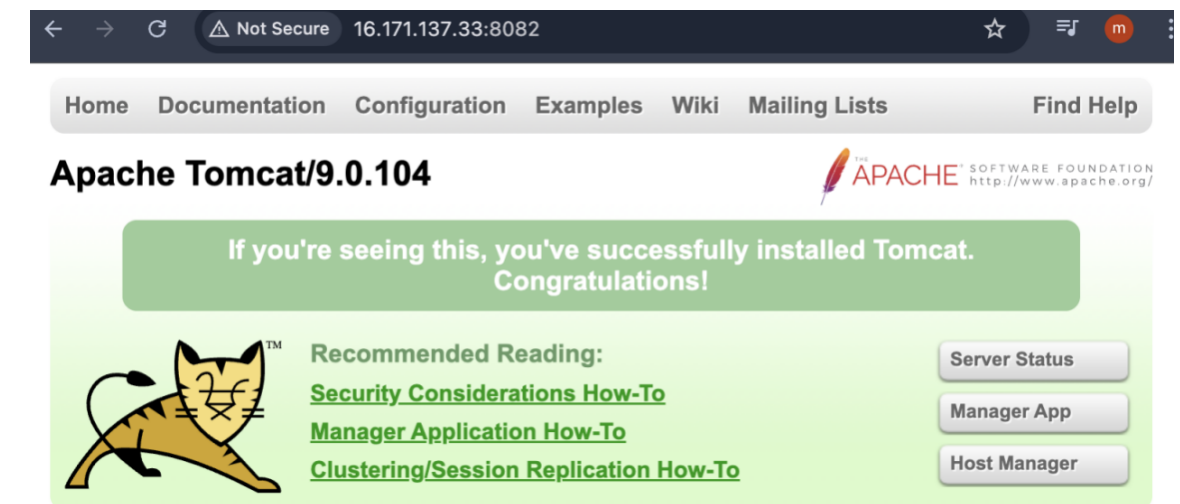 Not Secure 16.171.137.33:8082
m
Home Documentation Configuration Examples Wiki Mailing Lists Find Help
Apache Tomcat/9.0.104
THE
APACHE® SOFTWARE FOUNDATION
http://www.apache.org/
If you're seeing this, you've successfully installed Tomcat.
Congratulations!
TM
Recommended Reading:
Security Considerations How-To
Manager Application How-To
Clustering/Session Replication How-To
Server Status
Manager App
Host Manager